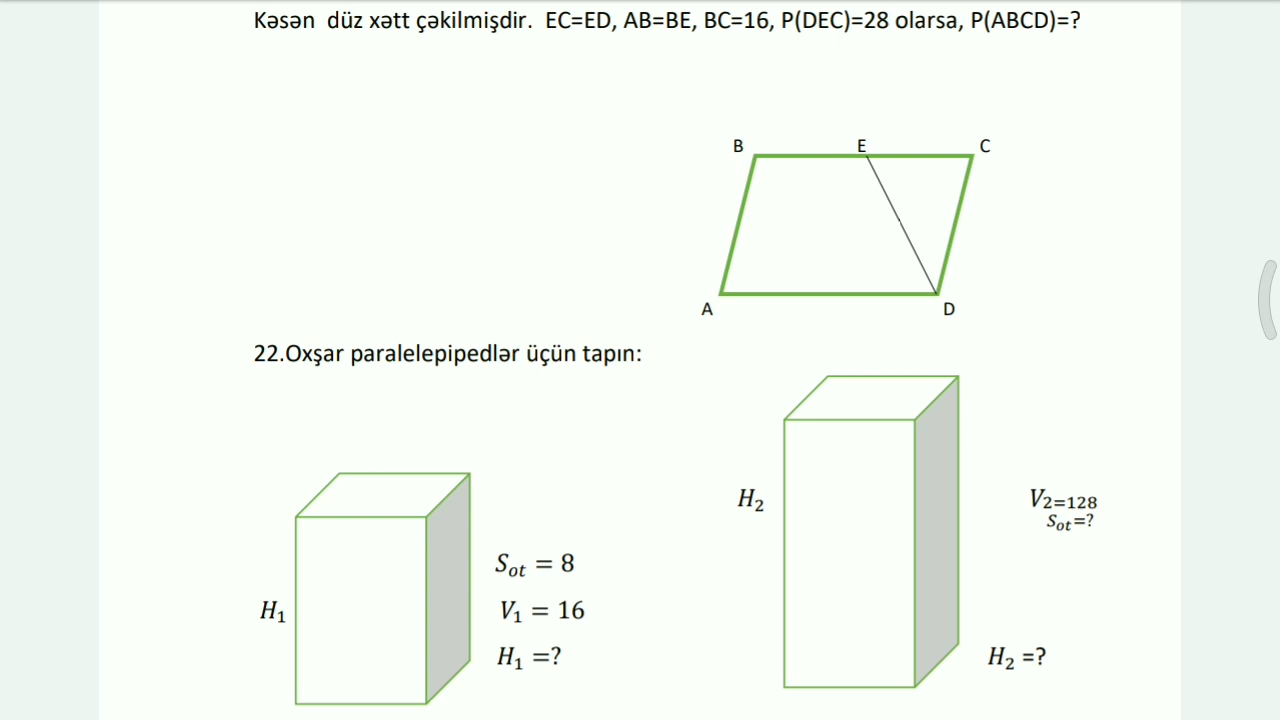 Kəsən düz xətt çəkilmişdir. EC=ED, AB=BE, BC=16, P(DEC)=28 olarsa, P(ABCD)=?
B E C
A D
22.Oxşar paralelepipedlər üçün tapın:
H₂ V₂₌₁₂₈
Sₒₜ=?
Sₒₜ = 8
H₁ V₁ = 16
H₁ =? H₂ =?